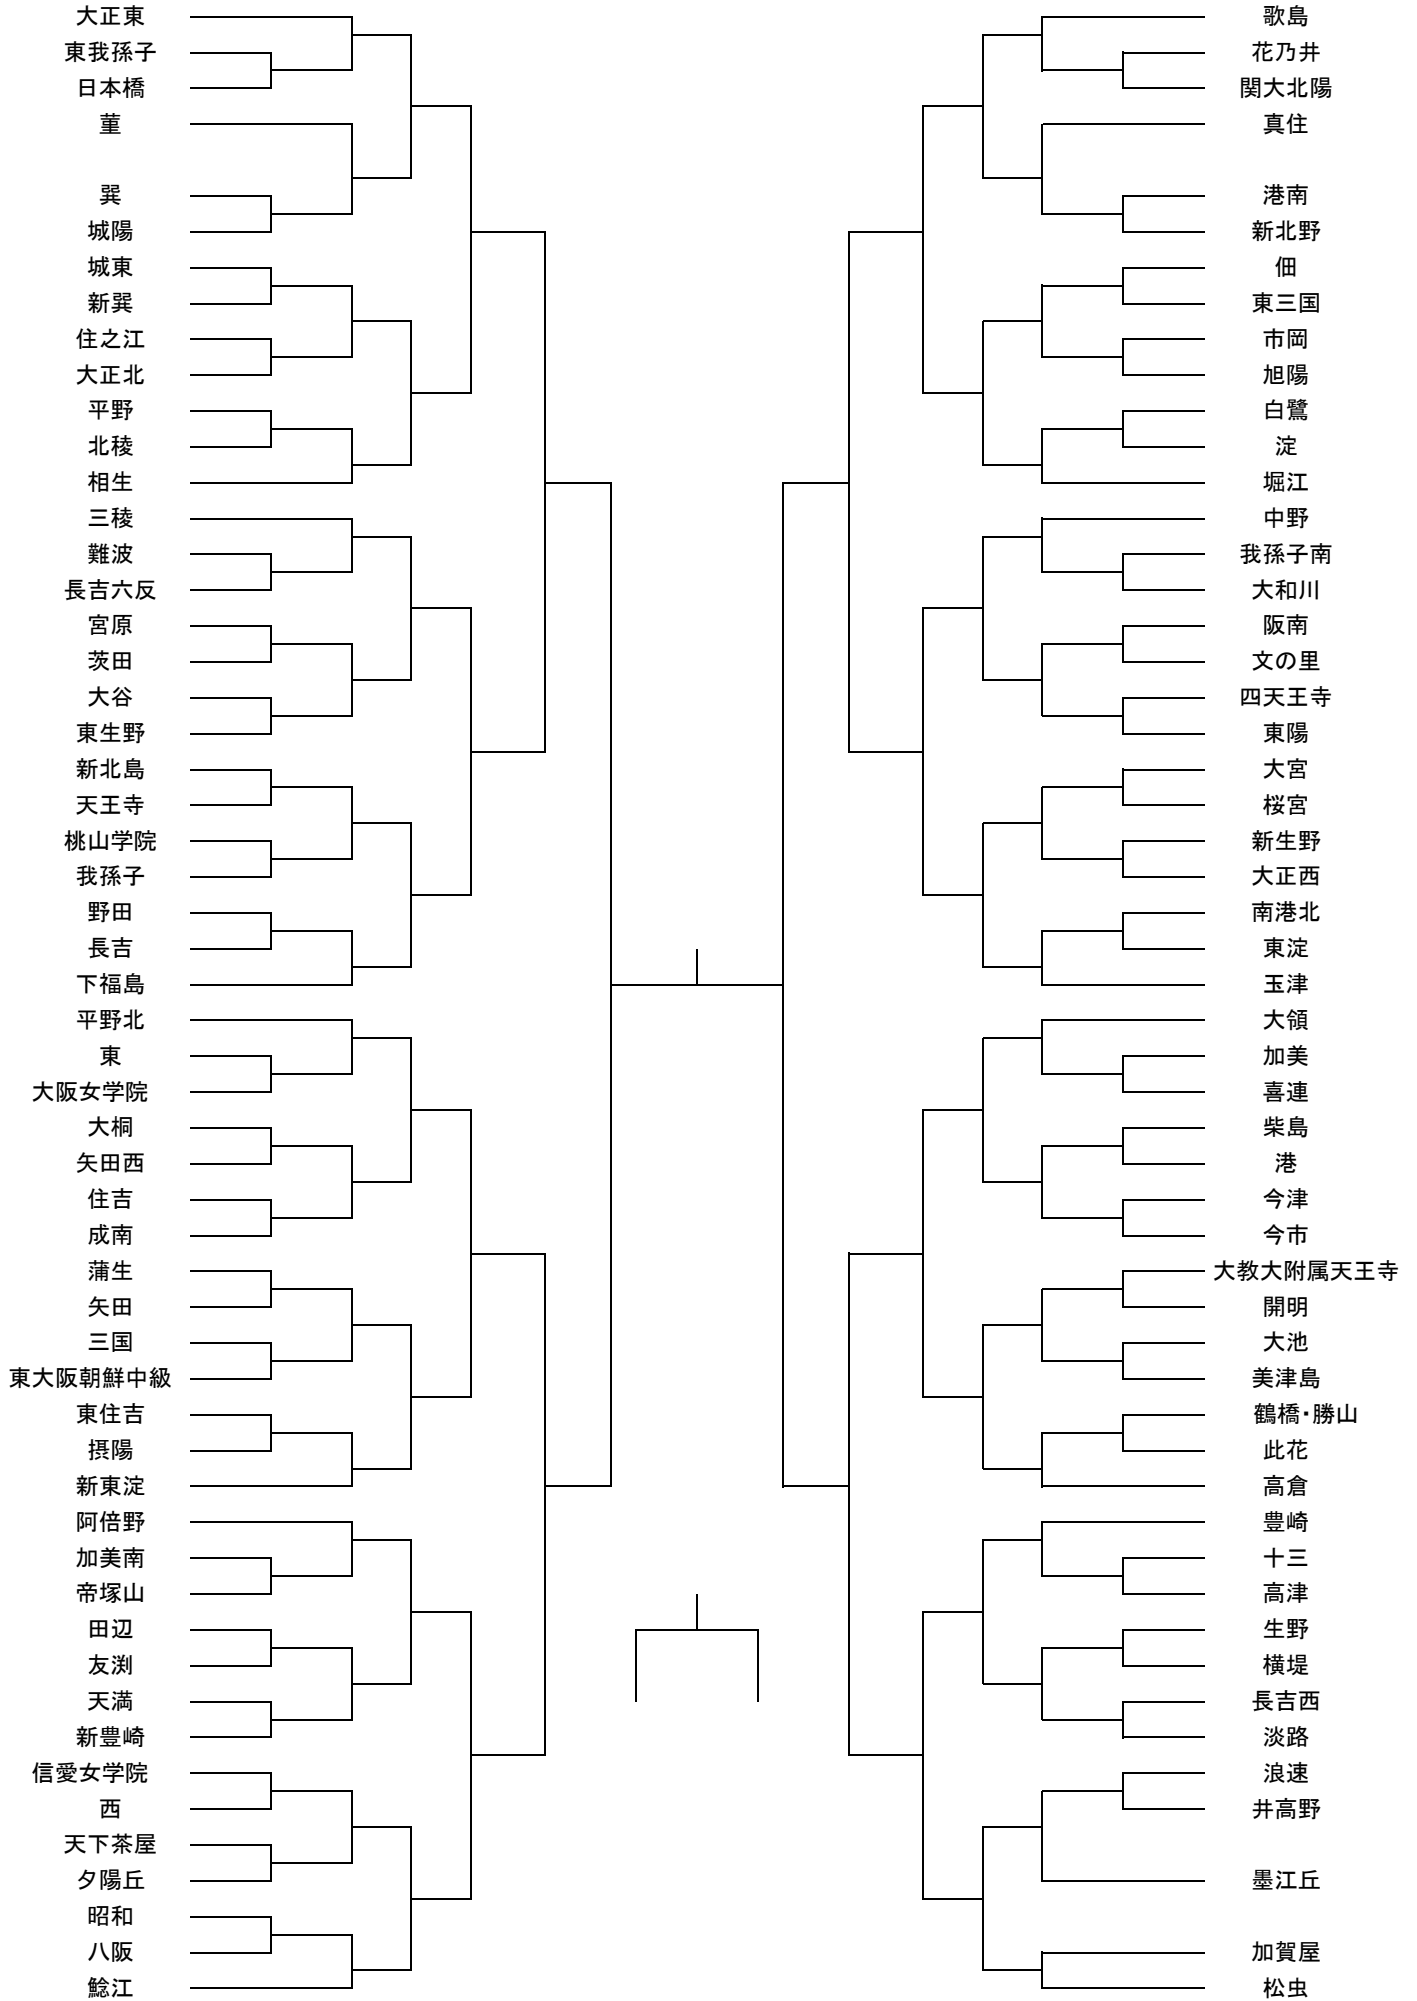 大正東
東我孫子
日本橋
菫
巽
城陽
城東
新巽
住之江
大正北
平野
北稜
相生
三稜
難波
長吉六反
宮原
茨田
大谷
東生野
新北島
天王寺
桃山学院
我孫子
野田
長吉
下福島
平野北
東
大阪女学院
大桐
矢田西
住吉
成南
蒲生
矢田
三国
東大阪朝鮮中級
東住吉
摂陽
新東淀
阿倍野
加美南
帝塚山
田辺
友渕
天満
新豊崎
信愛女学院
西
天下茶屋
夕陽丘
昭和
八阪
鯰江
歌島
花乃井
関大北陽
真住
港南
新北野
佃
東三国
市岡
旭陽
白鷺
淀
堀江
中野
我孫子南
大和川
阪南
文の里
四天王寺
東陽
大宮
桜宮
新生野
大正西
南港北
東淀
玉津
大領
加美
喜連
柴島
港
今津
今市
大教大附属天王寺
開明
大池
美津島
鶴橋・勝山
此花
高倉
豊崎
十三
高津
生野
横堤
長吉西
淡路
浪速
井高野
墨江丘
加賀屋
松虫